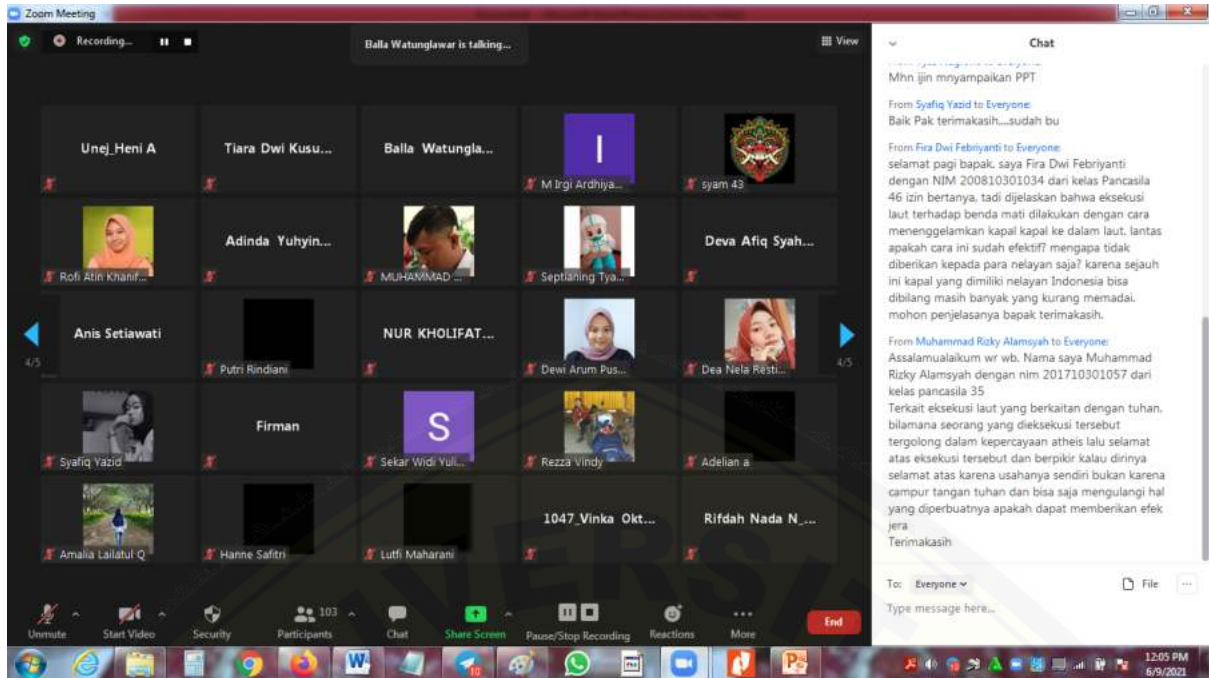 Zoom Meeting
Recording...
Balla Watunglawar is talking...
View
Unej_Heni A
Tiara Dwi Kusu...
Balla Watungla...
I
M Irgi Ardhiya...
syam 43
Rofi Atin Khanif...
Adinda Yuhyin...
MUHAMMAD ...
Septianing Tya...
Deva Afiq Syah...
Anis Setiawati
Putri Rindiani
NUR KHOLIFAT...
Dewi Arum Pus...
Dea Nela Resti...
4/5
4/5
Syafiq Yazid
Firman
S
Sekar Widi Yuli...
Rezza Vindy
Adelian a
Amalia Lailatul Q
Hanne Safitri
Lutfi Maharani
1047_Vinka Okt...
Rifdah Nada N_...
Unmute
Start Video
Security
103
Participants
Chat
Share Screen
Pause/Stop Recording
Reactions
More
End
Chat
Mhn ijin mnyampaikan PPT
From Syafiq Yazid to Everyone:
Baik Pak terimakasih....sudah bu
From Fira Dwi Febriyanti to Everyone:
selamat pagi bapak. saya Fira Dwi Febriyanti
dengan NIM 200810301034 dari kelas Pancasila
46 izin bertanya, tadi dijelaskan bahwa eksekusi
laut terhadap benda mati dilakukan dengan cara
menenggelamkan kapal kapal ke dalam laut. lantas
apakah cara ini sudah efektif? mengapa tidak
diberikan kepada para nelayan saja? karena sejauh
ini kapal yang dimiliki nelayan Indonesia bisa
dibilang masih banyak yang kurang memadai.
mohon penjelasanya bapak terimakasih.
From Muhammad Rizky Alamsyah to Everyone:
Assalamualaikum wr wb. Nama saya Muhammad
Rizky Alamsyah dengan nim 201710301057 dari
kelas pancasila 35
Terkait eksekusi laut yang berkaitan dengan tuhan.
bilamana seorang yang dieksekusi tersebut
tergolong dalam kepercayaan atheis lalu selamat
atas eksekusi tersebut dan berpikir kalau dirinya
selamat atas karena usahanya sendiri bukan karena
campur tangan tuhan dan bisa saja mengulangi hal
yang diperbuatnya apakah dapat memberikan efek
jera
Terimakasih
To: Everyone
File
...
Type message here...
12:05 PM
6/9/2021